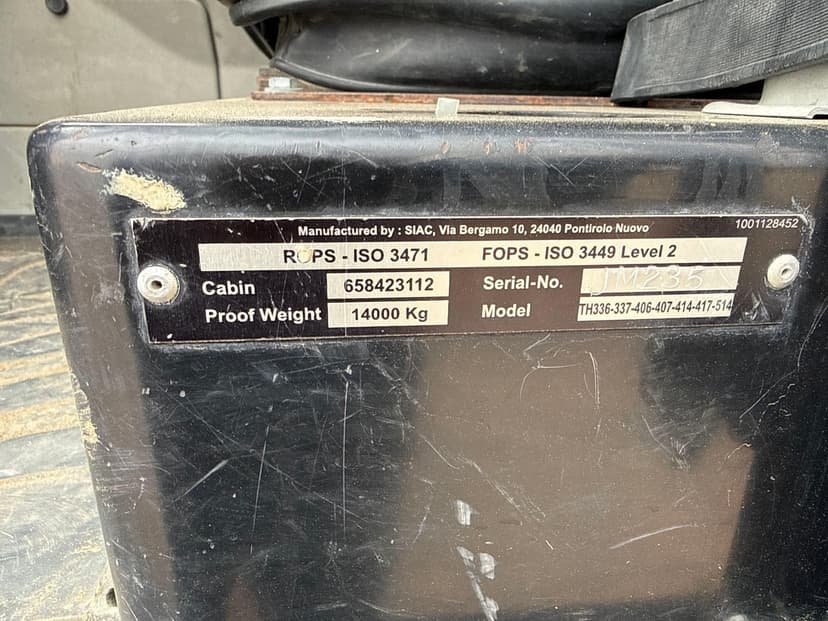 Manufactured by : SIAC, Via Bergamo 10, 24040 Pontirolo Nuovo 1001128452
ROPS - ISO 3471 FOPS - ISO 3449 Level 2
Cabin 658423112 Serial-No. JM235
Proof Weight 14000 Kg Model TH336-337-406-407-414-417-514